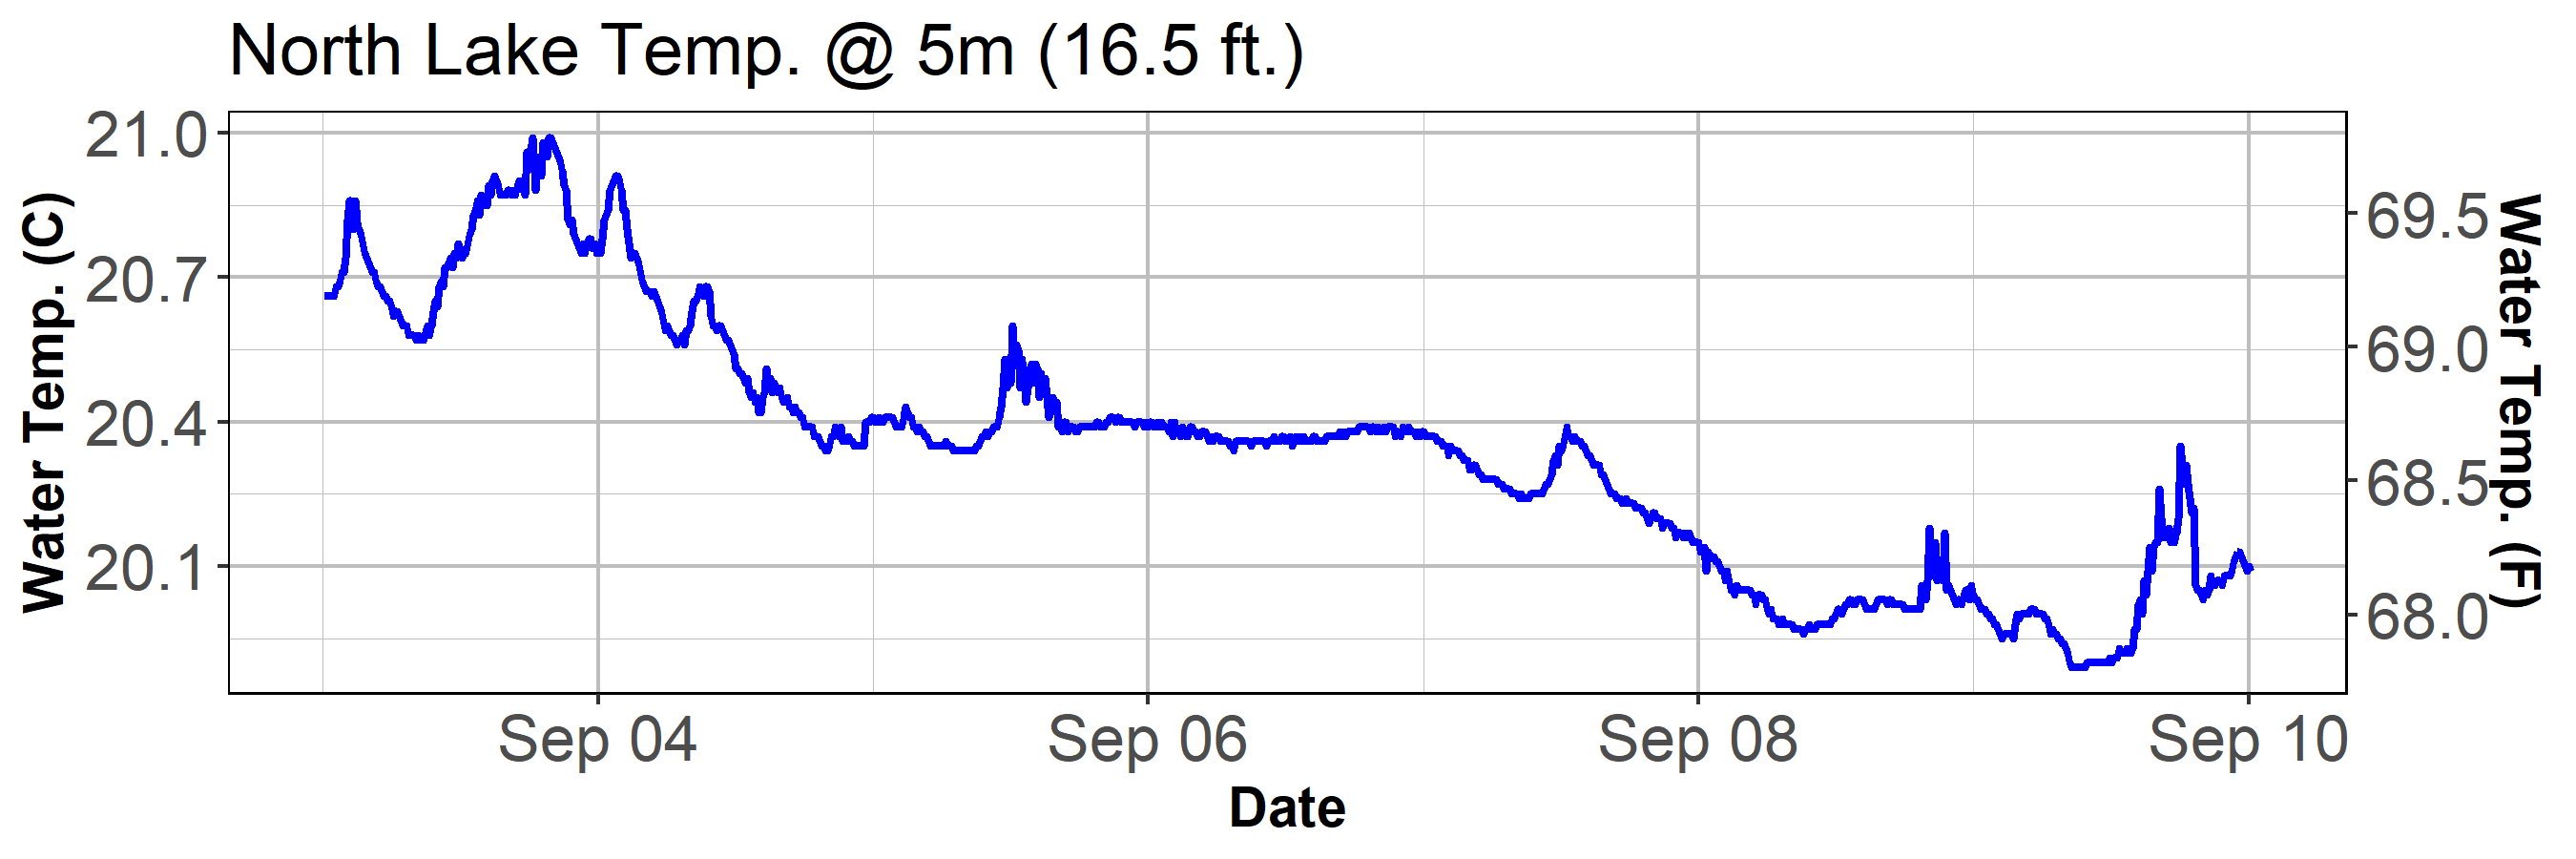 North Lake Temp. @ 5m (16.5 ft.)
Water Temp. (C)
21.0
20.7
20.4
20.1
69.5
69.0
68.5
68.0
Water Temp. (F)
Sep 04
Sep 06
Sep 08
Sep 10
Date